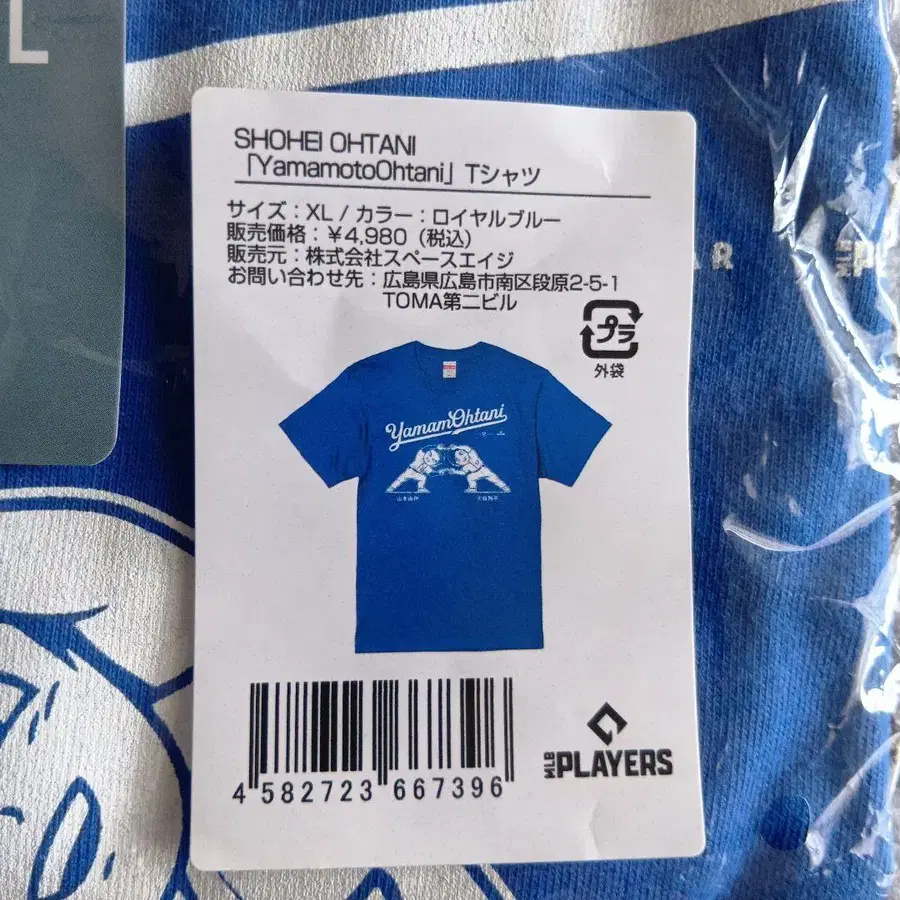 L
SHOHEI OHTANI
「YamamotoOhtani」Tシャツ
サイズ：XL / カラー：ロイヤルブルー
販売価格：￥4,980（税込）
販売元：株式会社スペースエイジ
お問い合わせ先：広島県広島市南区段原2-5-1
TOMA第二ビル
プラ
外袋
YamamOhtani
4 582723 667396
MLB PLAYERS